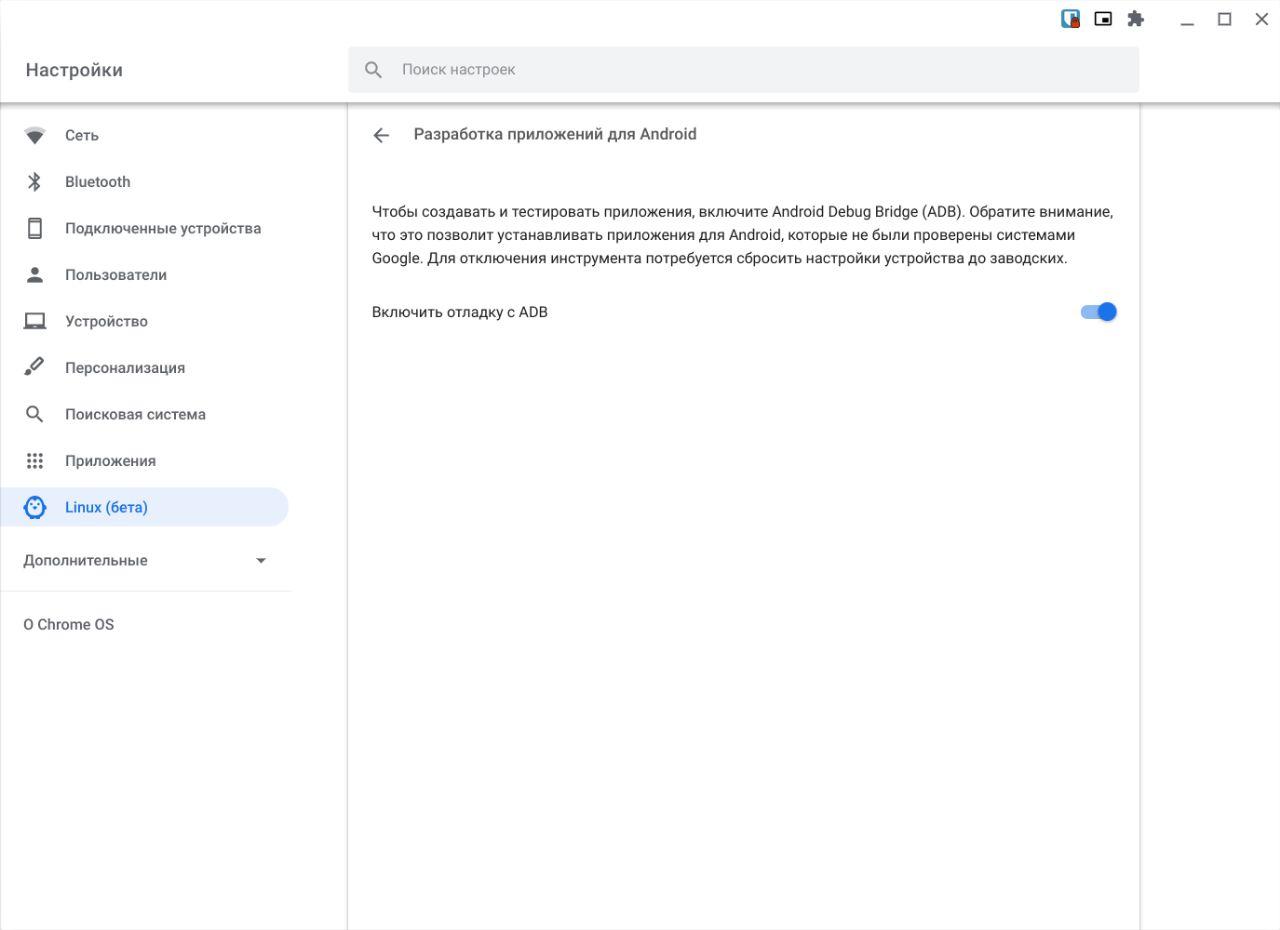 Настройки
Поиск настроек
Сеть
Bluetooth
Подключенные устройства
Пользователи
Устройство
Персонализация
Поисковая система
Приложения
Linux (бета)
Дополнительные
О Chrome OS
Разработка приложений для Android
Чтобы создавать и тестировать приложения, включите Android Debug Bridge (ADB). Обратите внимание,
что это позволит устанавливать приложения для Android, которые не были проверены системами
Google. Для отключения инструмента потребуется сбросить настройки устройства до заводских.
Включить отладку с ADB